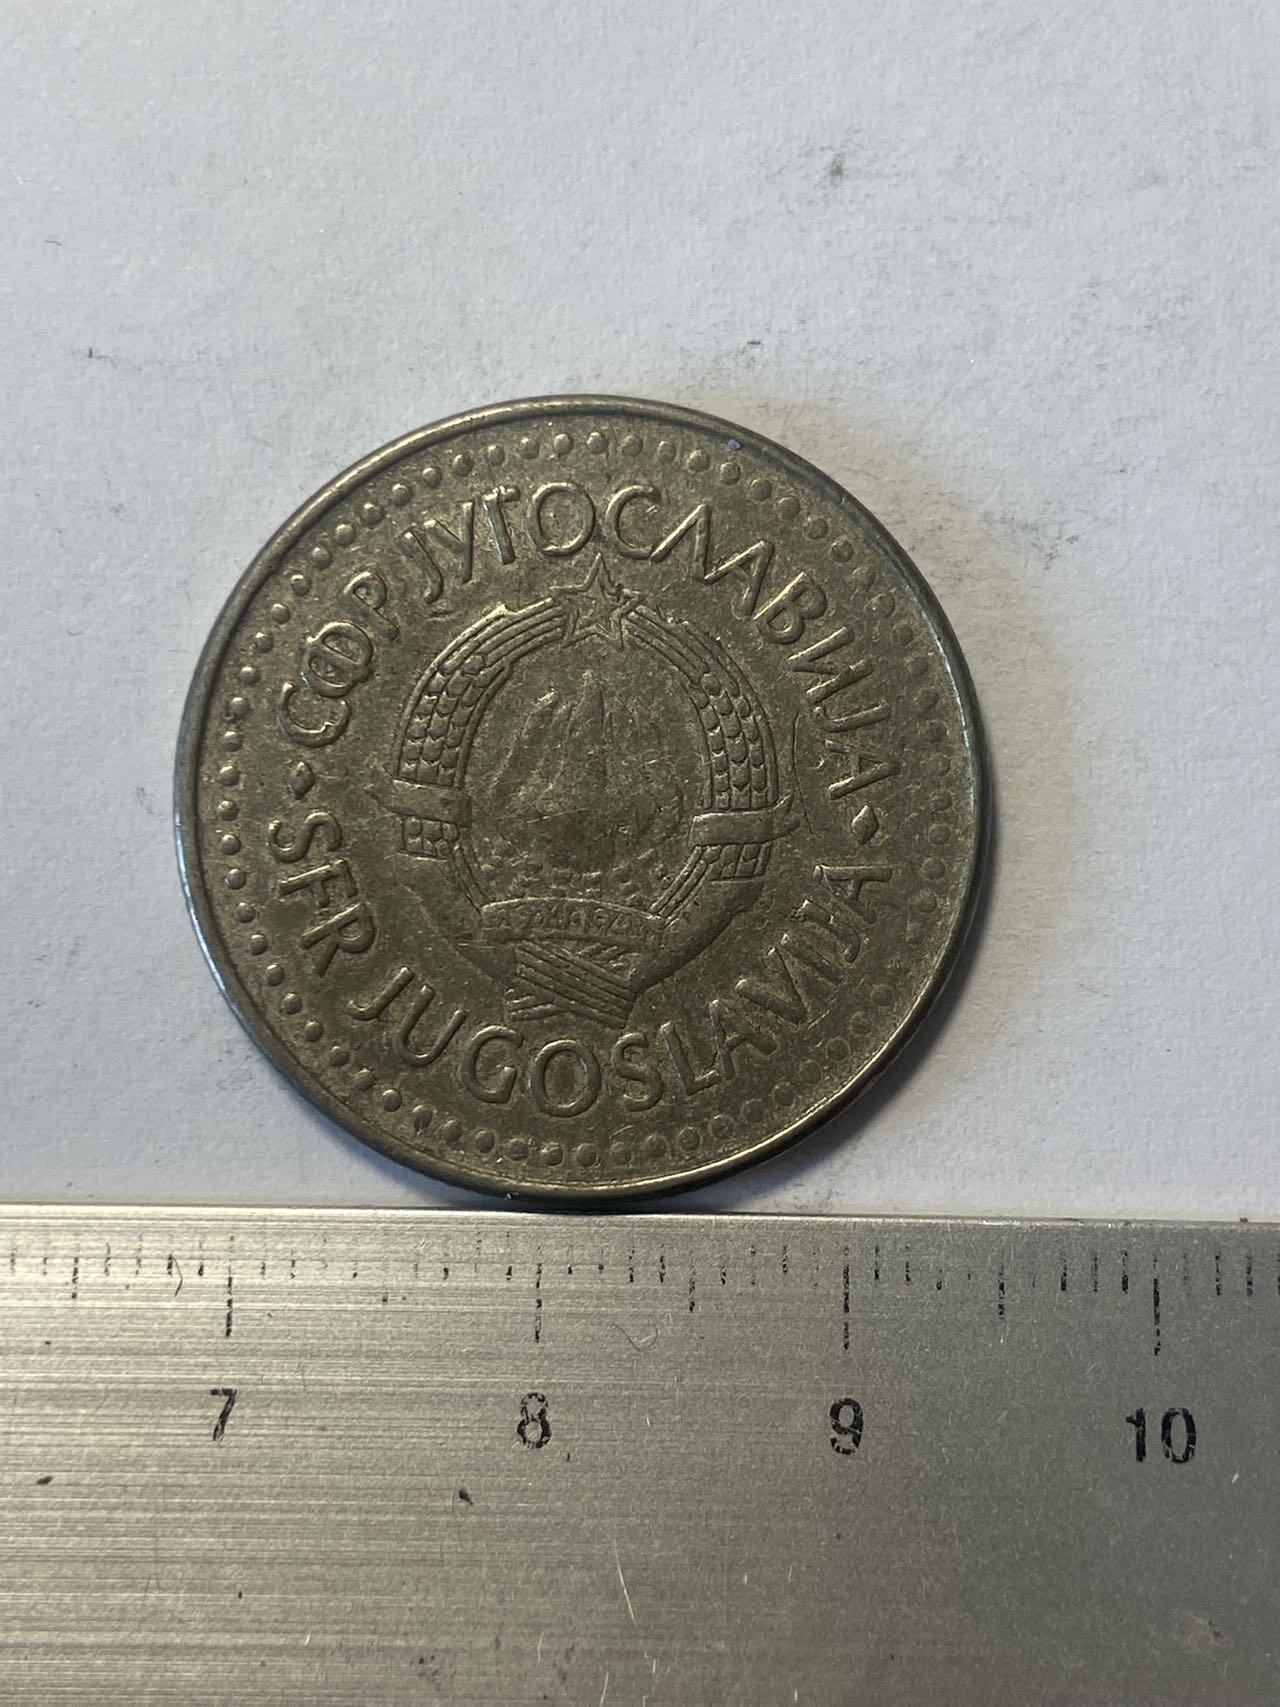 СФР ЈУГОСЛАВИЈА
SFR JUGOSLAVIJA
7 8 9 10